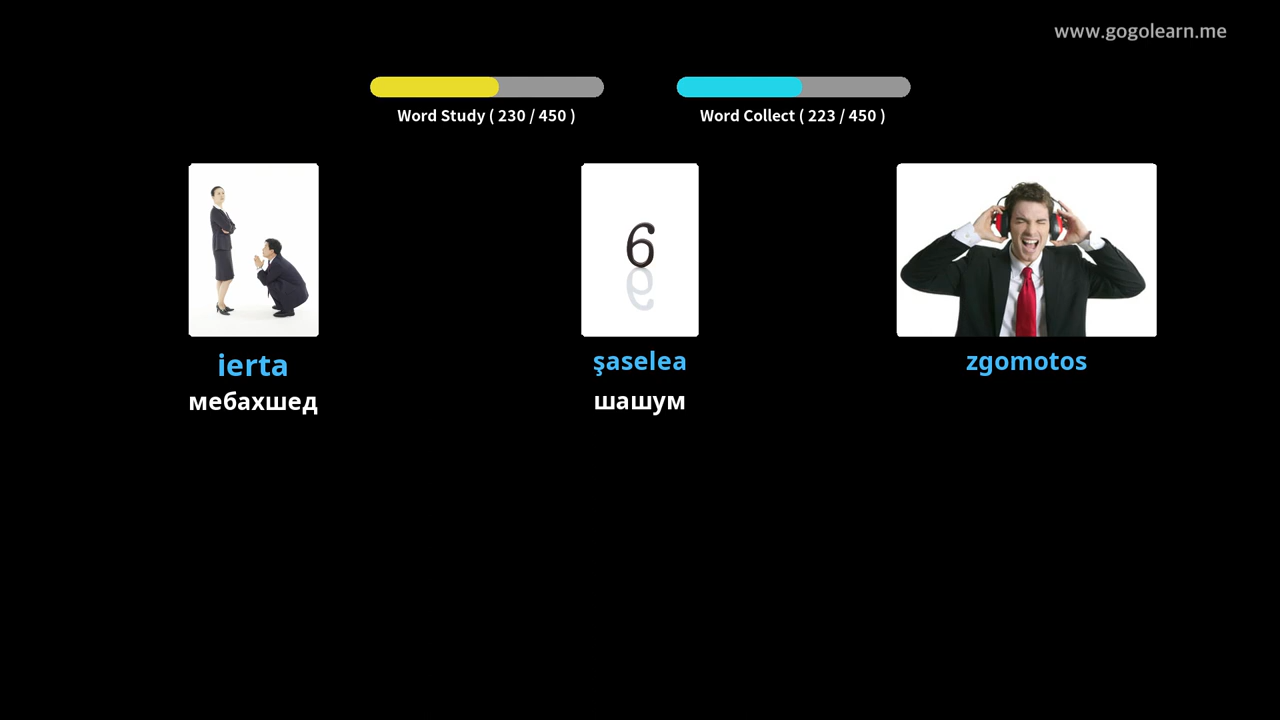 www.gogolearn.me
Word Study ( 230 / 450 )
Word Collect ( 223 / 450 )
6
ierta
şaselea
zgomotos
мебахшед
шашум